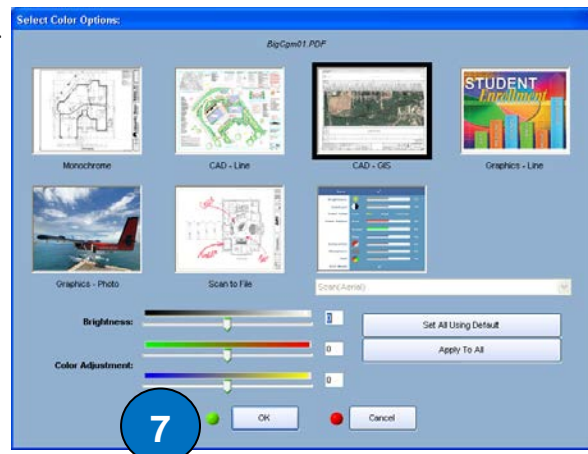 Select Color Options:
BigCgm01.PDF
STUDENT
Enrollment
Monochrome
CAD - Line
CAD - GIS
Graphics - Line
Graphics - Photo
Scan to File
Scan(Aerial)
Brightness:
0
Set All Using Default
0
Apply To All
Color Adjustment:
0
7
OK
Cancel